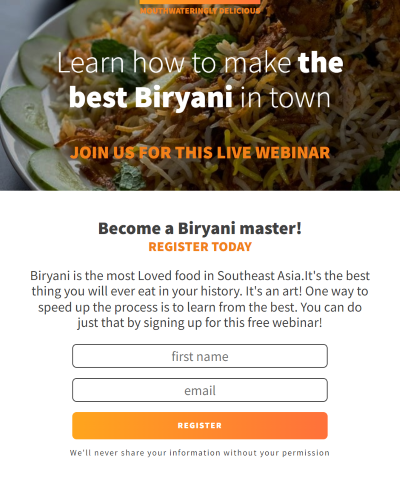 MOUTHWATERINGLY DELICIOUS
Learn how to make the
best Biryani in town
JOIN US FOR THIS LIVE WEBINAR
Become a Biryani master!
REGISTER TODAY
Biryani is the most Loved food in Southeast Asia.It's the best
thing you will ever eat in your history. It's an art! One way to
speed up the process is to learn from the best. You can do
just that by signing up for this free webinar!
first name
email
REGISTER
We'll never share your information without your permission